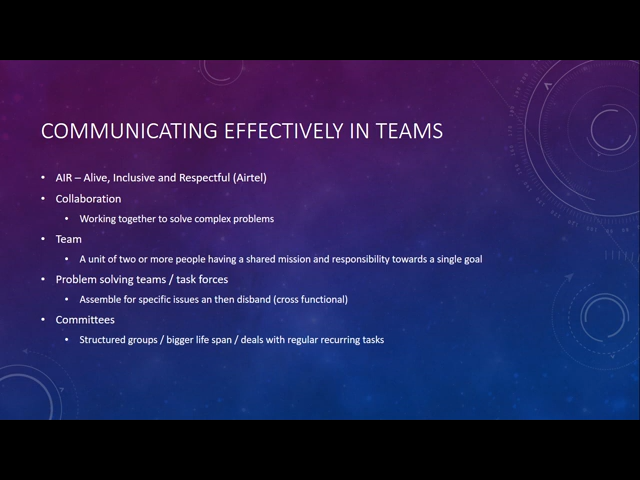 COMMUNICATING EFFECTIVELY IN TEAMS
• AIR – Alive, Inclusive and Respectful (Airtel)
• Collaboration
• Working together to solve complex problems
• Team
• A unit of two or more people having a shared mission and responsibility towards a single goal
• Problem solving teams / task forces
• Assemble for specific issues an then disband (cross functional)
• Committees
• Structured groups / bigger life span / deals with regular recurring tasks